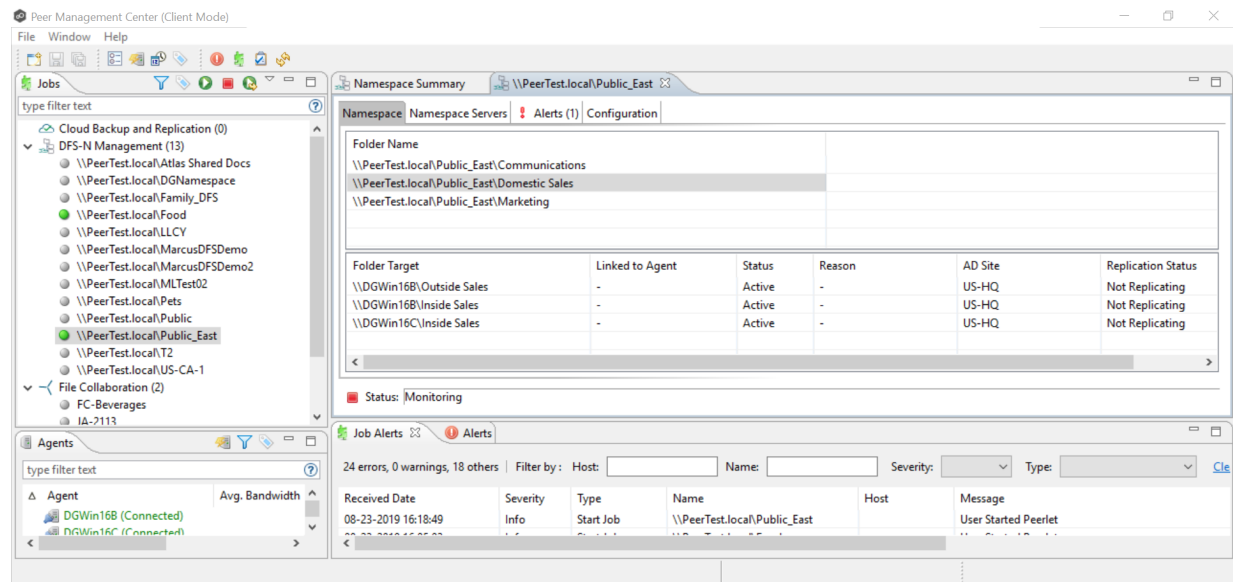 Peer Management Center (Client Mode)
File Window Help
Jobs
type filter text
Cloud Backup and Replication (0)
DFS-N Management (13)
\\PeerTest.local\Atlas Shared Docs
\\PeerTest.local\DGNamespace
\\PeerTest.local\Family_DFS
\\PeerTest.local\Food
\\PeerTest.local\LLCY
\\PeerTest.local\MarcusDFSDemo
\\PeerTest.local\MarcusDFSDemo2
\\PeerTest.local\MLTest02
\\PeerTest.local\Pets
\\PeerTest.local\Public
\\PeerTest.local\Public_East
\\PeerTest.local\T2
\\PeerTest.local\US-CA-1
File Collaboration (2)
FC-Beverages
JA-2113
Agents
type filter text
Agent Avg. Bandwidth
DGWin16B (Connected)
DGWin16C (Connected)
Namespace Summary \\PeerTest.local\Public_East
Namespace Namespace Servers Alerts (1) Configuration
Folder Name
\\PeerTest.local\Public_East\Communications
\\PeerTest.local\Public_East\Domestic Sales
\\PeerTest.local\Public_East\Marketing
Folder Target Linked to Agent Status Reason AD Site Replication Status
\\DGWin16B\Outside Sales - Active - US-HQ Not Replicating
\\DGWin16B\Inside Sales - Active - US-HQ Not Replicating
\\DGWin16C\Inside Sales - Active - US-HQ Not Replicating
Status: Monitoring
Job Alerts Alerts
24 errors, 0 warnings, 18 others Filter by : Host: Name: Severity: Type: Cle
Received Date Severity Type Name Host Message
08-23-2019 16:18:49 Info Start Job \\PeerTest.local\Public_East User Started Peerlet